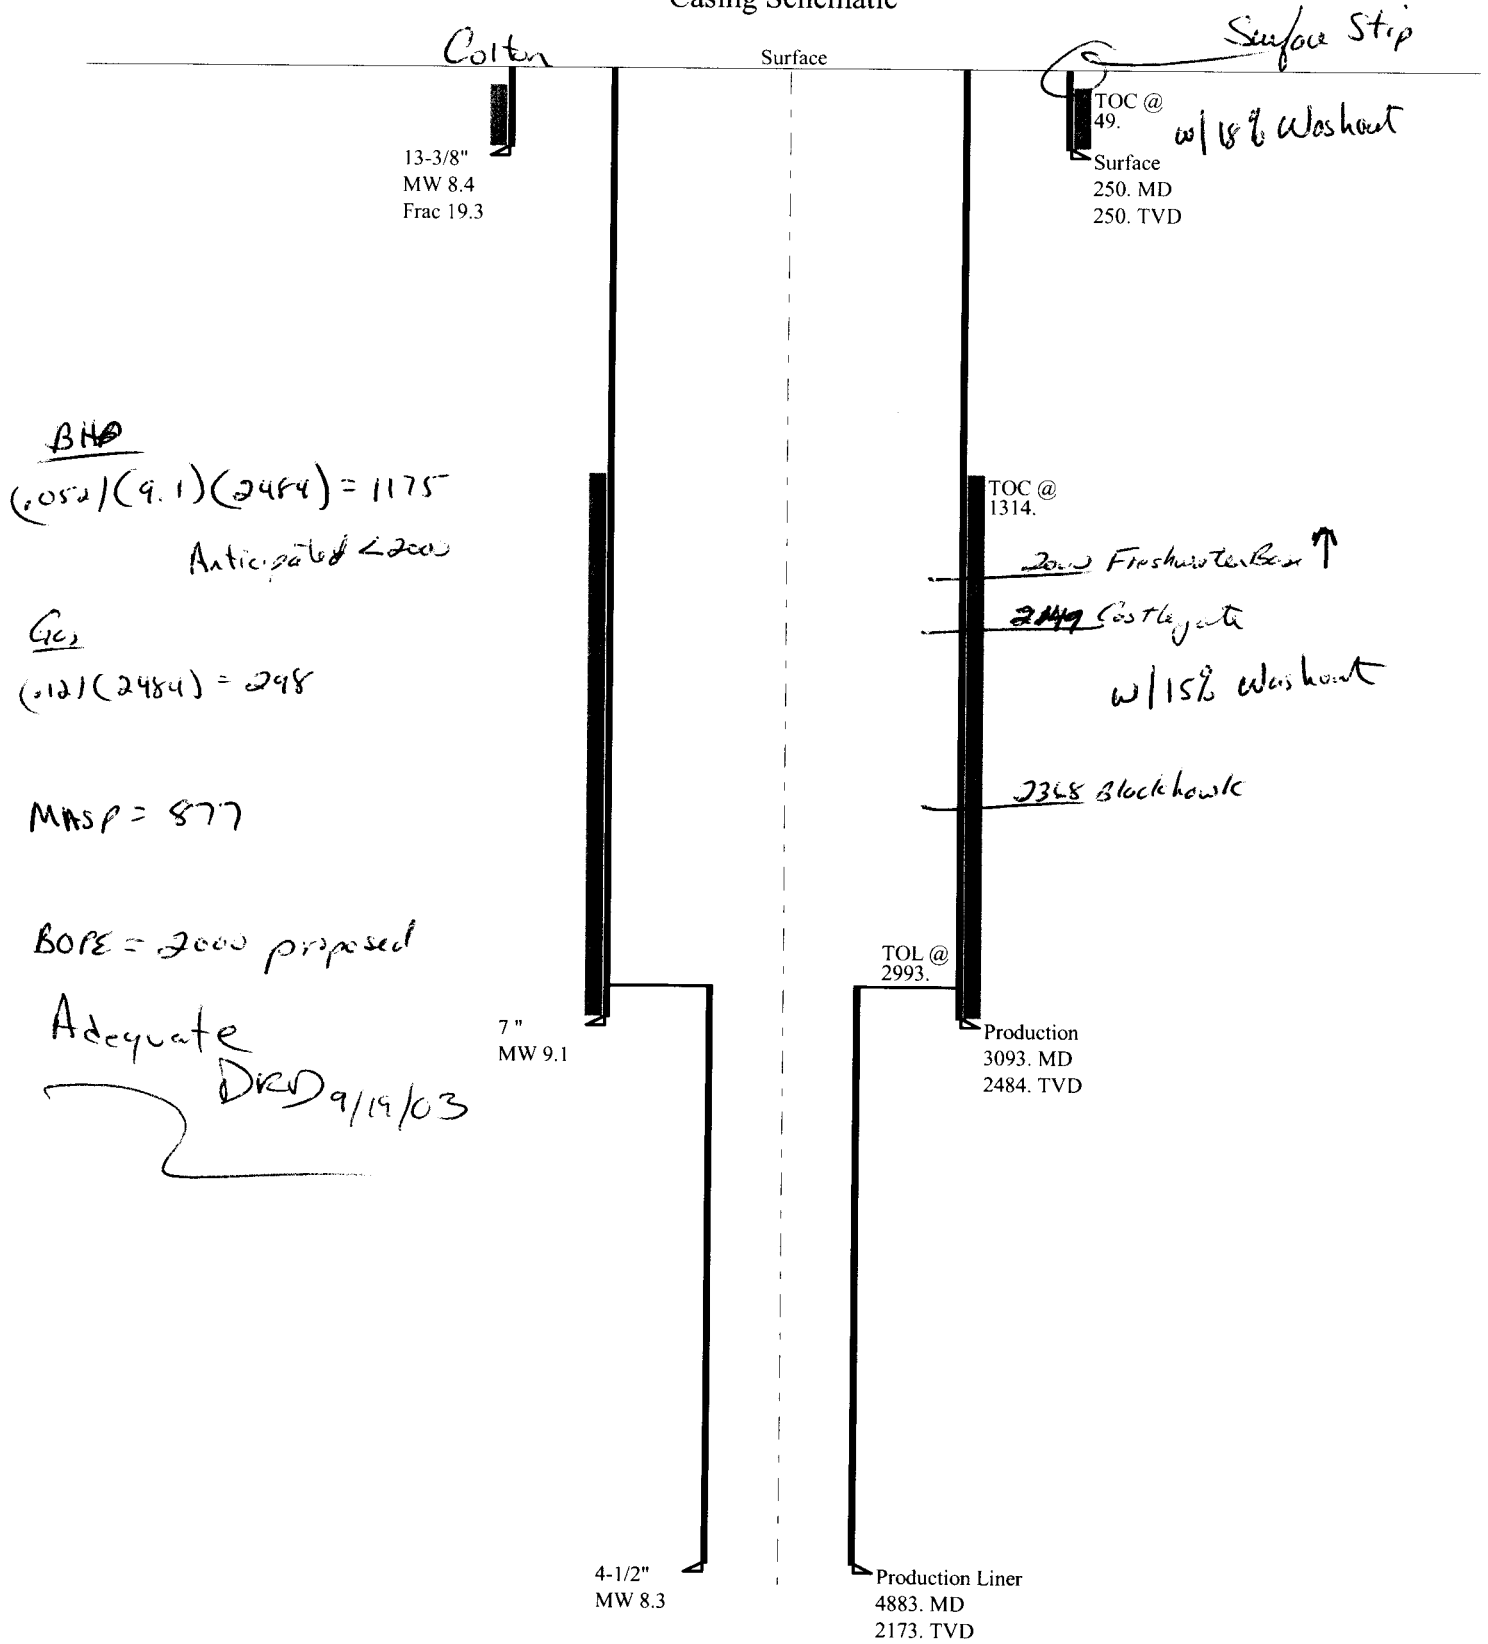 Casing Schematic
Colton
Surface
Surface Stip
TOC @
49.
w/ 18% Washout
13-3/8"
MW 8.4
Frac 19.3
Surface
250. MD
250. TVD
BHP
(.052)(9.1)(2484) = 1175
Anticipated <2000
Gas
(.12)(2484) = 298
MASP = 877
BOPE = 2000 proposed
Adequate
DRD 9/19/03
TOC @
1314.
2000 Freshwater Base ↑
Castlegate
w/ 15% Washout
2368 Blackhawk
TOL @
2993.
7 "
MW 9.1
Production
3093. MD
2484. TVD
4-1/2"
MW 8.3
Production Liner
4883. MD
2173. TVD